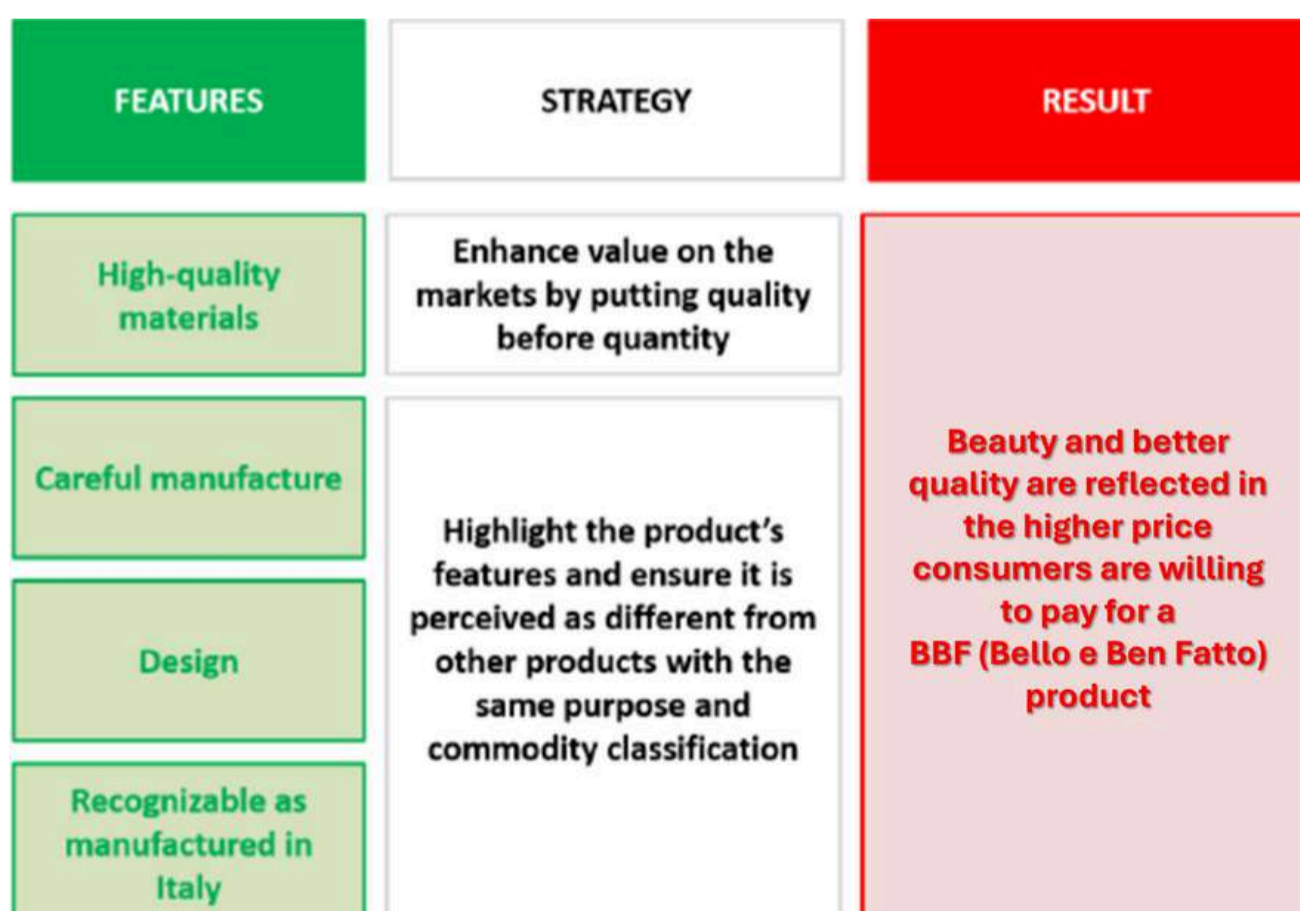 FEATURES
STRATEGY
RESULT
High-quality
materials
Enhance value on the
markets by putting quality
before quantity
Careful manufacture
Design
Recognizable as
manufactured in
Italy
Highlight the product’s
features and ensure it is
perceived as different from
other products with the
same purpose and
commodity classification
Beauty and better
quality are reflected in
the higher price
consumers are willing
to pay for a
BBF (Bello e Ben Fatto)
product